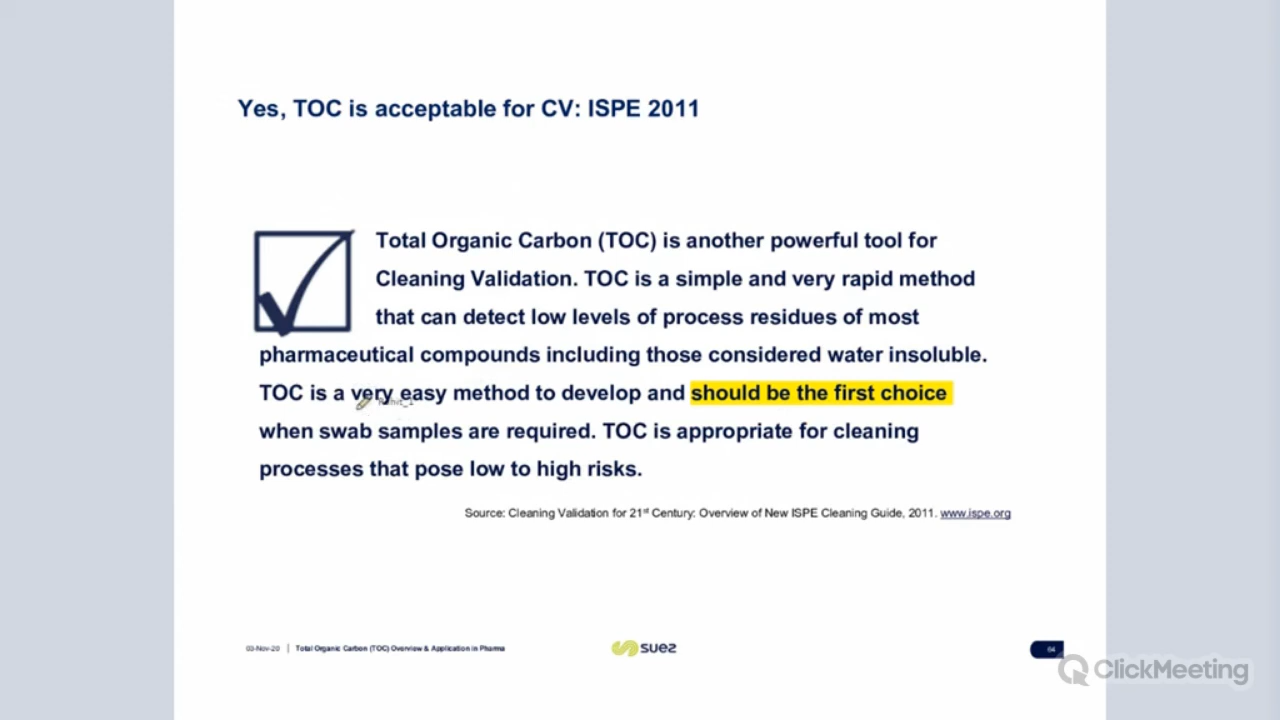 Yes, TOC is acceptable for CV: ISPE 2011
Total Organic Carbon (TOC) is another powerful tool for
Cleaning Validation. TOC is a simple and very rapid method
that can detect low levels of process residues of most
pharmaceutical compounds including those considered water insoluble.
TOC is a very easy method to develop and should be the first choice
when swab samples are required. TOC is appropriate for cleaning
processes that pose low to high risks.
Source: Cleaning Validation for 21st Century: Overview of New ISPE Cleaning Guide, 2011. www.ispe.org
03-Nov-20 | Total Organic Carbon (TOC) Overview & Application in Pharma
suez
64
ClickMeeting